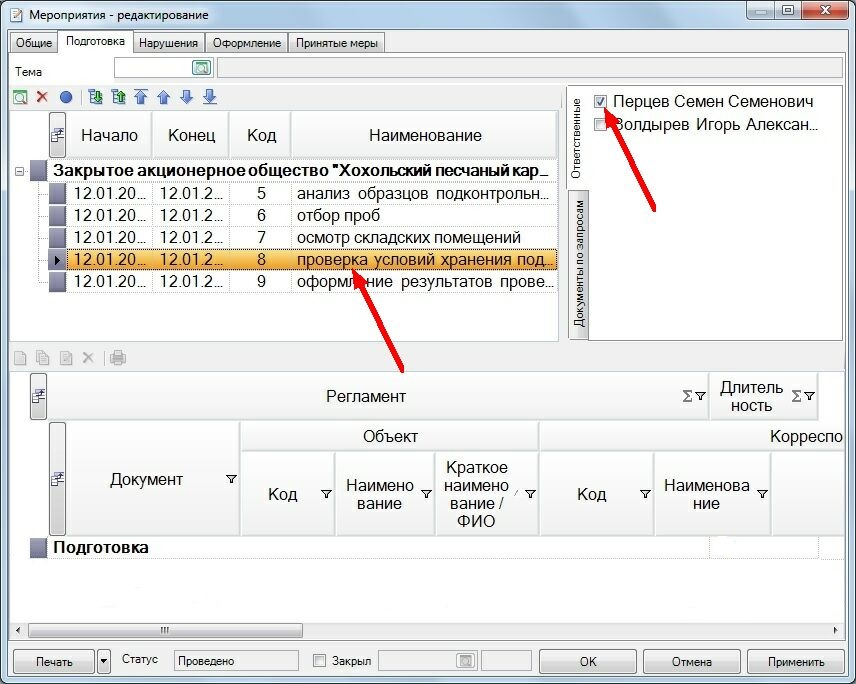 Мероприятия - редактирование
Общие Подготовка Нарушения Оформление Принятые меры
Тема
Начало Конец Код Наименование
Закрытое акционерное общество "Хохольский песчаный кар...
12.01.20... 12.01.2... 5 анализ образцов подконтрольн...
12.01.20... 12.01.2... 6 отбор проб
12.01.20... 12.01.2... 7 осмотр складских помещений
12.01.20... 12.01.2... 8 проверка условий хранения под...
12.01.20... 12.01.2... 9 оформление результатов прове...
Ответственные
Документы по запросам
Перцев Семен Семенович
Волдырев Игорь Алексан...
Регламент
Длитель
ность
Объект
Корреспо
Документ
Код
Наимено
вание
Краткое
наимено
вание /
ФИО
Код
Наименова
ние
Подготовка
Печать Статус Проведено Закрыл OK Отмена Применить